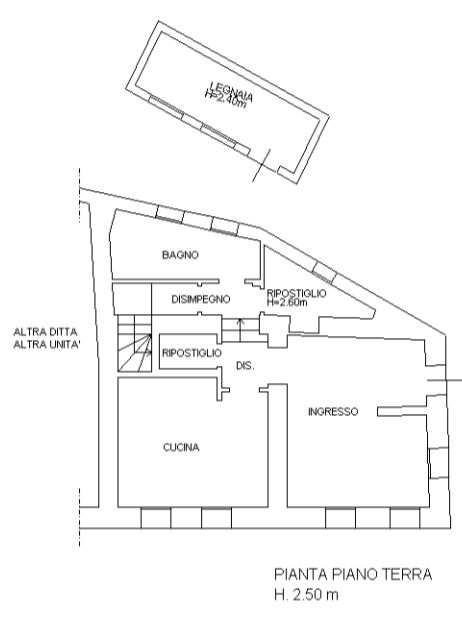 LEGNAIA
H=2.40m
BAGNO
DISIMPEGNO
RIPOSTIGLIO
H=2.60m
ALTRA DITTA
ALTRA UNITA'
RIPOSTIGLIO
DIS.
INGRESSO
CUCINA
PIANTA PIANO TERRA
H. 2.50 m